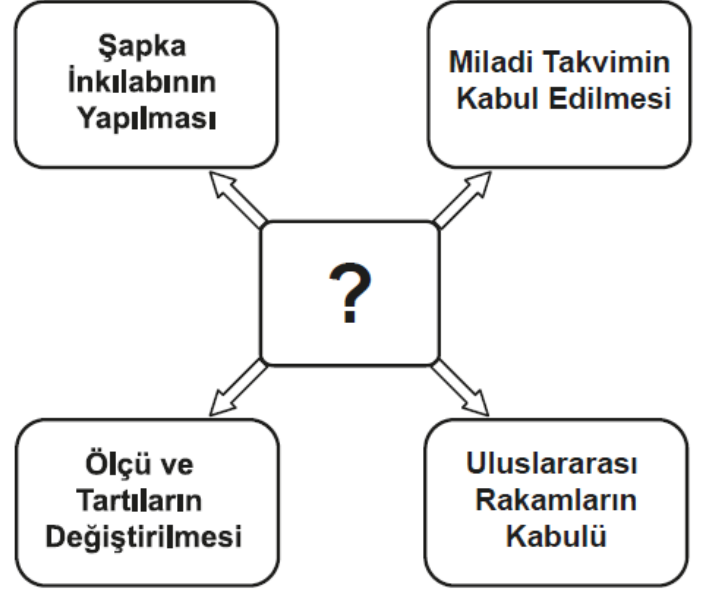 Şapka
İnkılabının
Yapılması
Miladi Takvimin
Kabul Edilmesi
?
Ölçü ve
Tartıların
Değiştirilmesi
Uluslararası
Rakamların
Kabulü